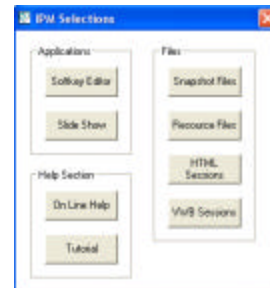 IPM Selections
Applications
Softkey Editor
Slide Show
Help Section
On Line Help
Tutorial
Files
Snapshot Files
Resource Files
HTML
Sessions
VWB Sessions